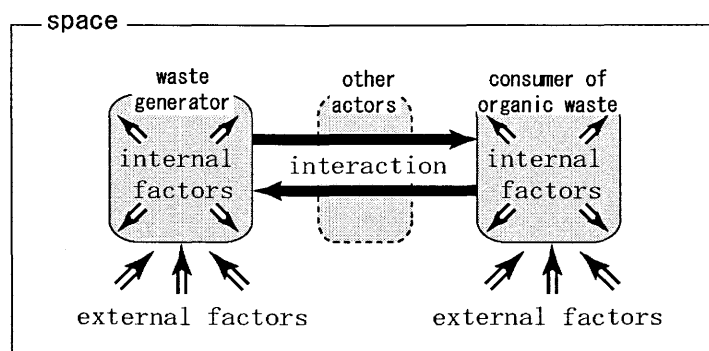 space
waste
generator
other
actors
consumer of
organic waste
internal
factors
interaction
internal
factors
external factors
external factors